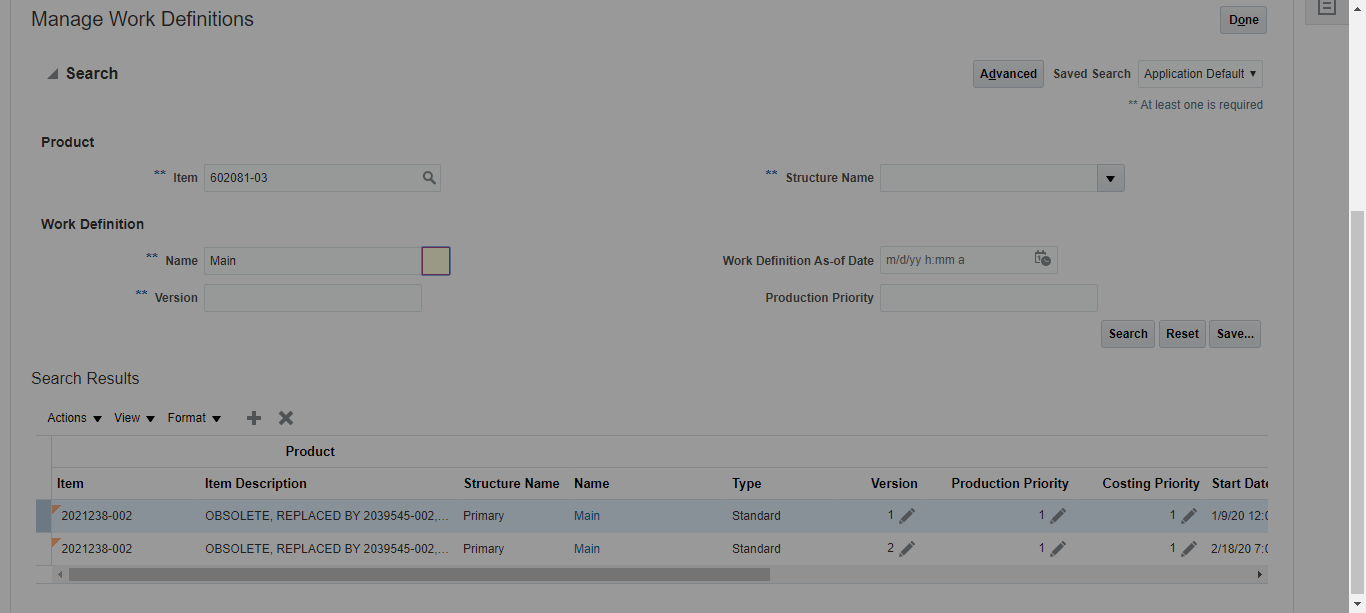 Manage Work Definitions
Done
Search
Advanced Saved Search Application Default
** At least one is required
Product
** Item 602081-03 ** Structure Name
Work Definition
** Name Main Work Definition As-of Date m/d/yy h:mm a
** Version Production Priority
Search Reset Save...
Search Results
Actions View Format
Product
Item Item Description Structure Name Name Type Version Production Priority Costing Priority Start Date
2021238-002 OBSOLETE, REPLACED BY 2039545-002,... Primary Main Standard 1 1 1 1/9/20 12:0
2021238-002 OBSOLETE, REPLACED BY 2039545-002,... Primary Main Standard 2 1 1 2/18/20 7:0